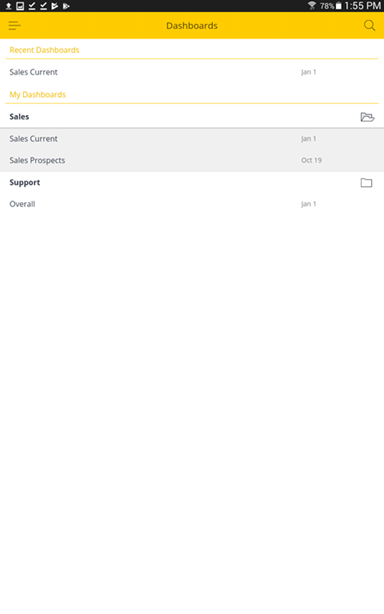 78% 1:55 PM
Dashboards
Recent Dashboards
Sales Current Jan 1
My Dashboards
Sales
Sales Current Jan 1
Sales Prospects Oct 19
Support
Overall Jan 1